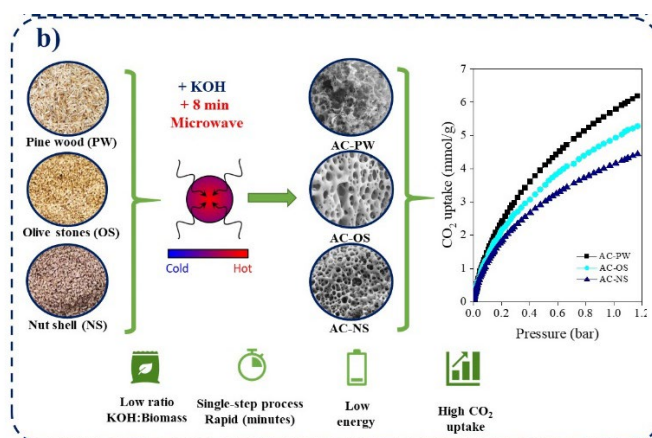 b)
Pine wood (PW)
Olive stones (OS)
Nut shell (NS)
+ KOH
+ 8 min
Microwave
Cold
Hot
AC-PW
AC-OS
AC-NS
CO₂ uptake (mmol/g)
7
6
5
4
3
2
1
0
AC-PW
AC-OS
AC-NS
0.0 0.2 0.4 0.6 0.8 1.0 1.2
Pressure (bar)
Low ratio
KOH:Biomass
Single-step process
Rapid (minutes)
Low
energy
High CO₂
uptake